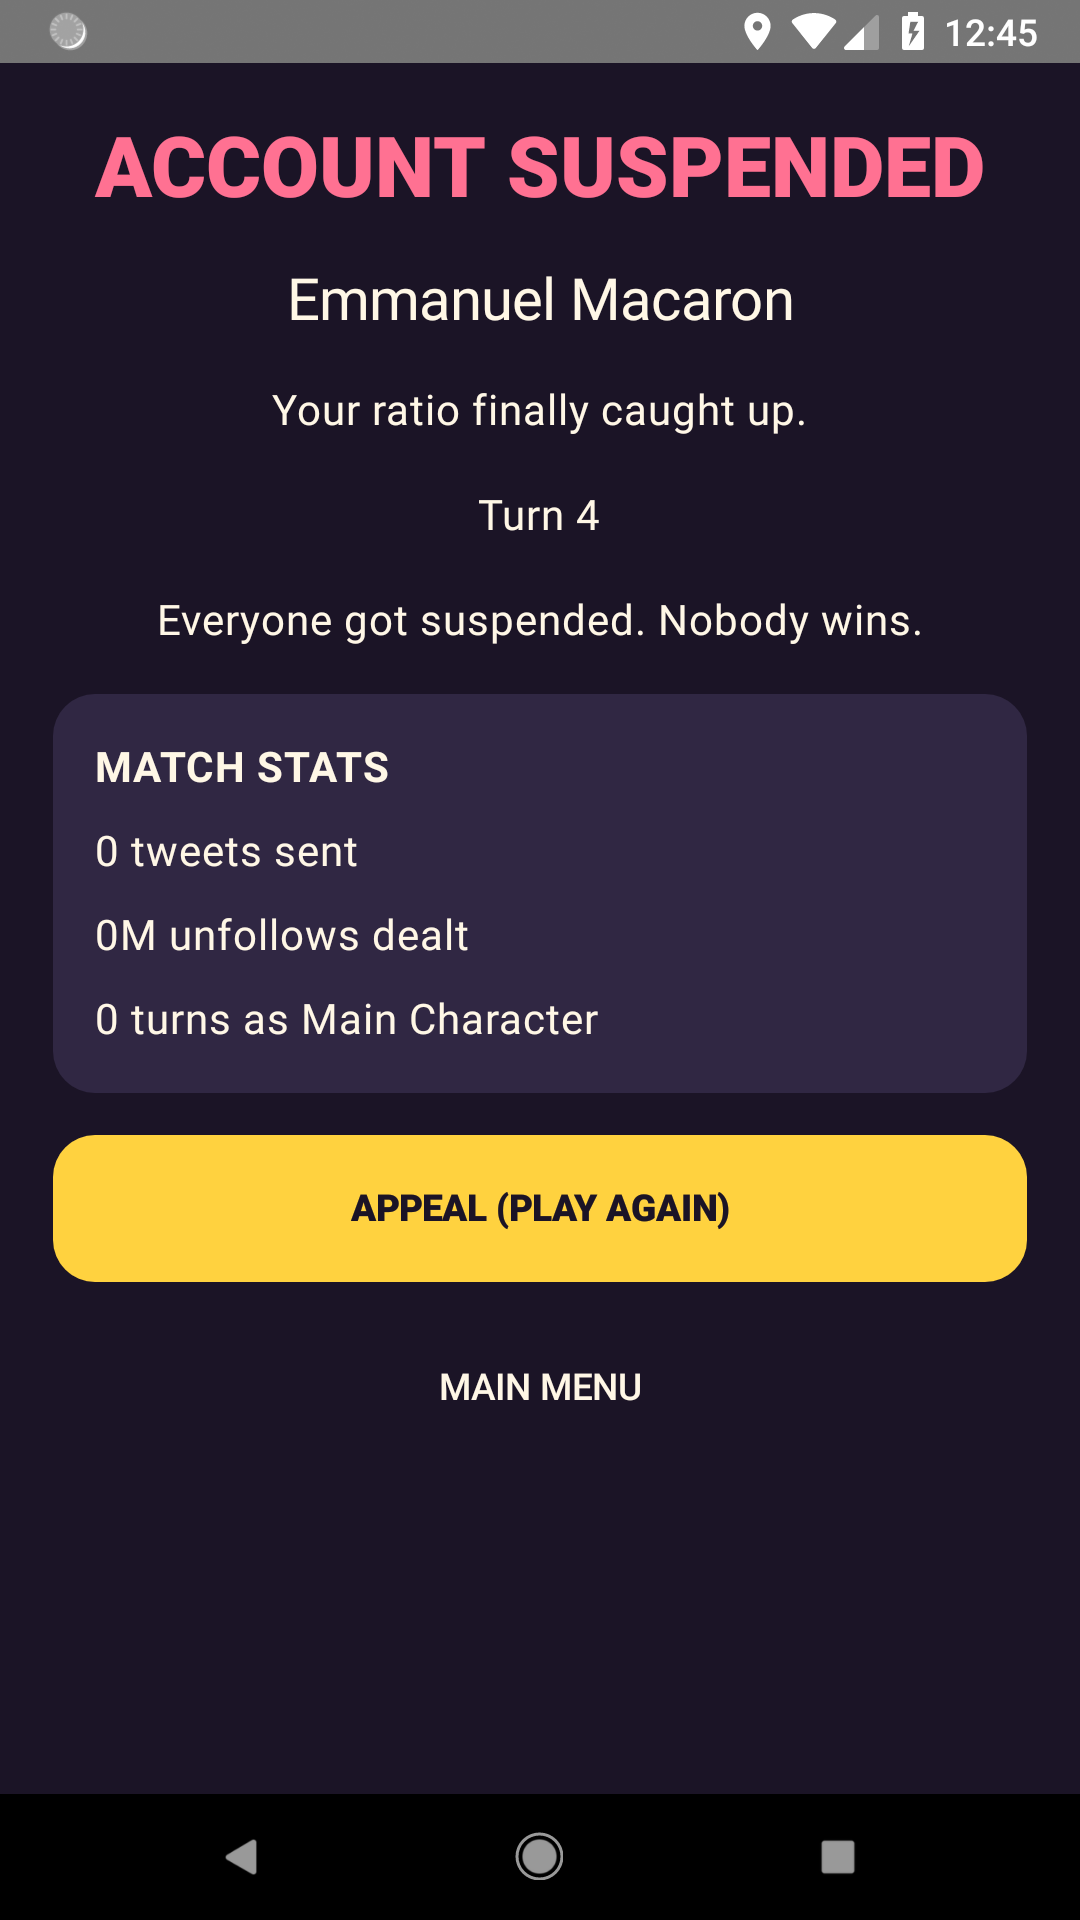 12:45
ACCOUNT SUSPENDED
Emmanuel Macaron
Your ratio finally caught up.
Turn 4
Everyone got suspended. Nobody wins.
MATCH STATS
0 tweets sent
0M unfollows dealt
0 turns as Main Character
APPEAL (PLAY AGAIN)
MAIN MENU